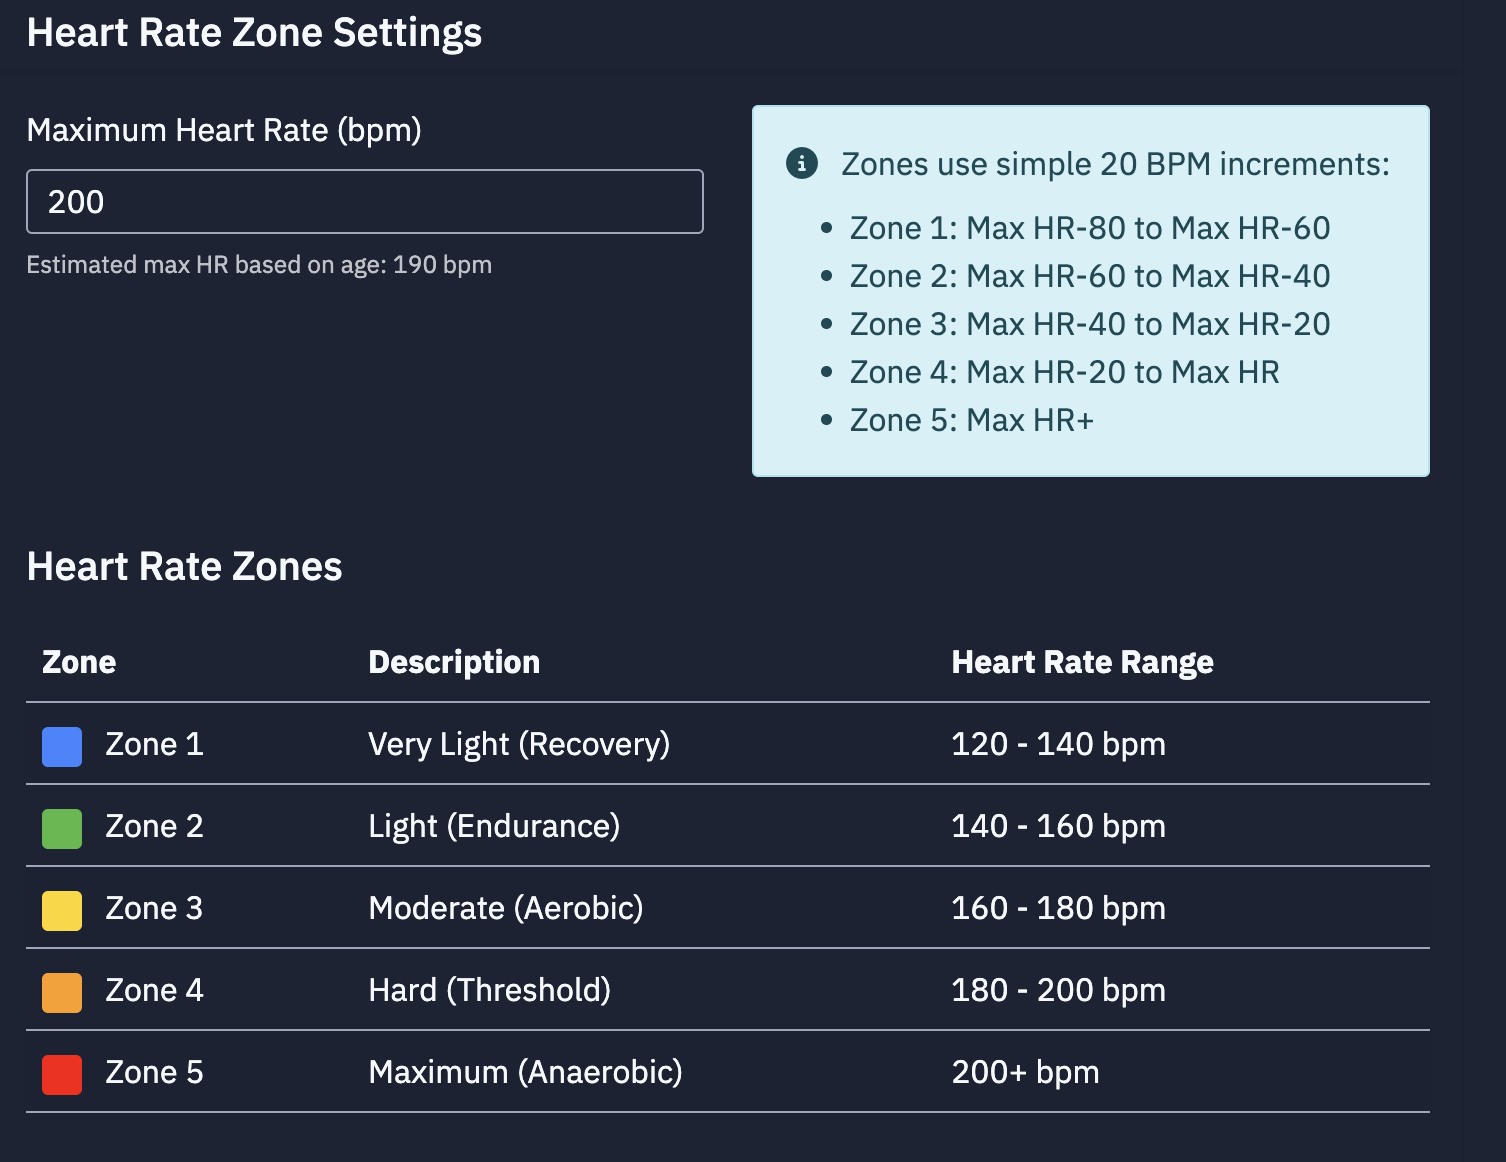 Heart Rate Zone Settings
Maximum Heart Rate (bpm)
200
Estimated max HR based on age: 190 bpm
Zones use simple 20 BPM increments:
• Zone 1: Max HR-80 to Max HR-60
• Zone 2: Max HR-60 to Max HR-40
• Zone 3: Max HR-40 to Max HR-20
• Zone 4: Max HR-20 to Max HR
• Zone 5: Max HR+
Heart Rate Zones
Zone Description Heart Rate Range
Zone 1 Very Light (Recovery) 120 - 140 bpm
Zone 2 Light (Endurance) 140 - 160 bpm
Zone 3 Moderate (Aerobic) 160 - 180 bpm
Zone 4 Hard (Threshold) 180 - 200 bpm
Zone 5 Maximum (Anaerobic) 200+ bpm